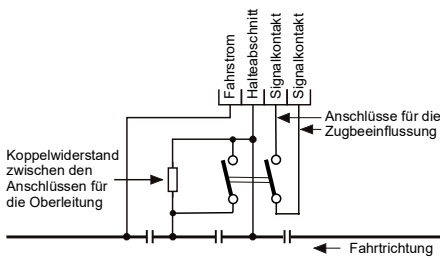 Fahrstrom
Halteabschnitt
Signalkontakt
Signalkontakt
Anschlüsse für die
Zugbeeinflussung
Koppelwiderstand
zwischen den
Anschlüssen für
die Oberleitung
Fahrtrichtung